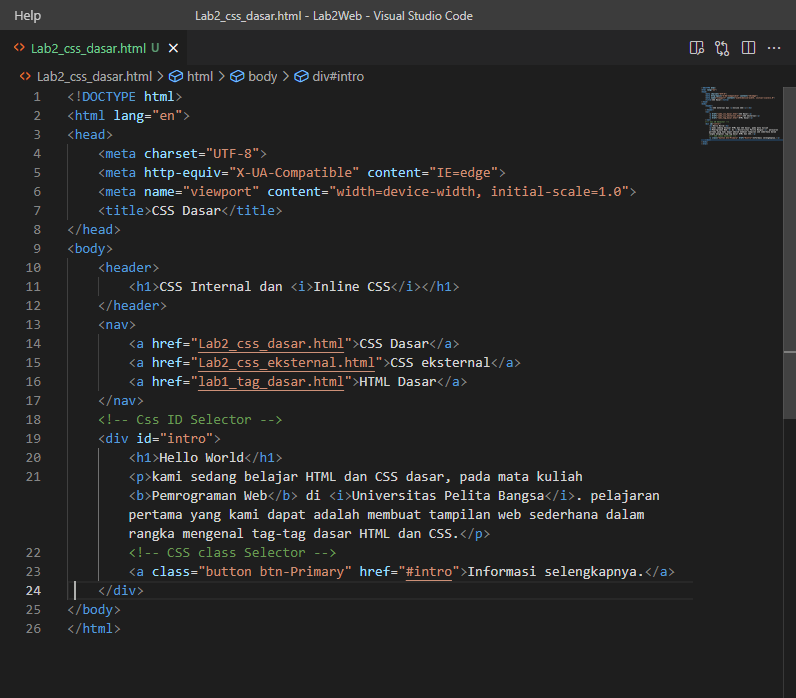 Help
Lab2_css_dasar.html - Lab2Web - Visual Studio Code
Lab2_css_dasar.html U
Lab2_css_dasar.html > html > body > div#intro
1 <!DOCTYPE html>
2 <html lang="en">
3 <head>
4 <meta charset="UTF-8">
5 <meta http-equiv="X-UA-Compatible" content="IE=edge">
6 <meta name="viewport" content="width=device-width, initial-scale=1.0">
7 <title>CSS Dasar</title>
8 </head>
9 <body>
10 <header>
11 <h1>CSS Internal dan <i>Inline CSS</i></h1>
12 </header>
13 <nav>
14 <a href="Lab2_css_dasar.html">CSS Dasar</a>
15 <a href="Lab2_css_eksternal.html">CSS eksternal</a>
16 <a href="lab1_tag_dasar.html">HTML Dasar</a>
17 </nav>
18 <!-- Css ID Selector -->
19 <div id="intro">
20 <h1>Hello World</h1>
21 <p>kami sedang belajar HTML dan CSS dasar, pada mata kuliah
<b>Pemrograman Web</b> di <i>Universitas Pelita Bangsa</i>. pelajaran
pertama yang kami dapat adalah membuat tampilan web sederhana dalam
rangka mengenal tag-tag dasar HTML dan CSS.</p>
22 <!-- CSS class Selector -->
23 <a class="button btn-Primary" href="#intro">Informasi selengkapnya.</a>
24 </div>
25 </body>
26 </html>